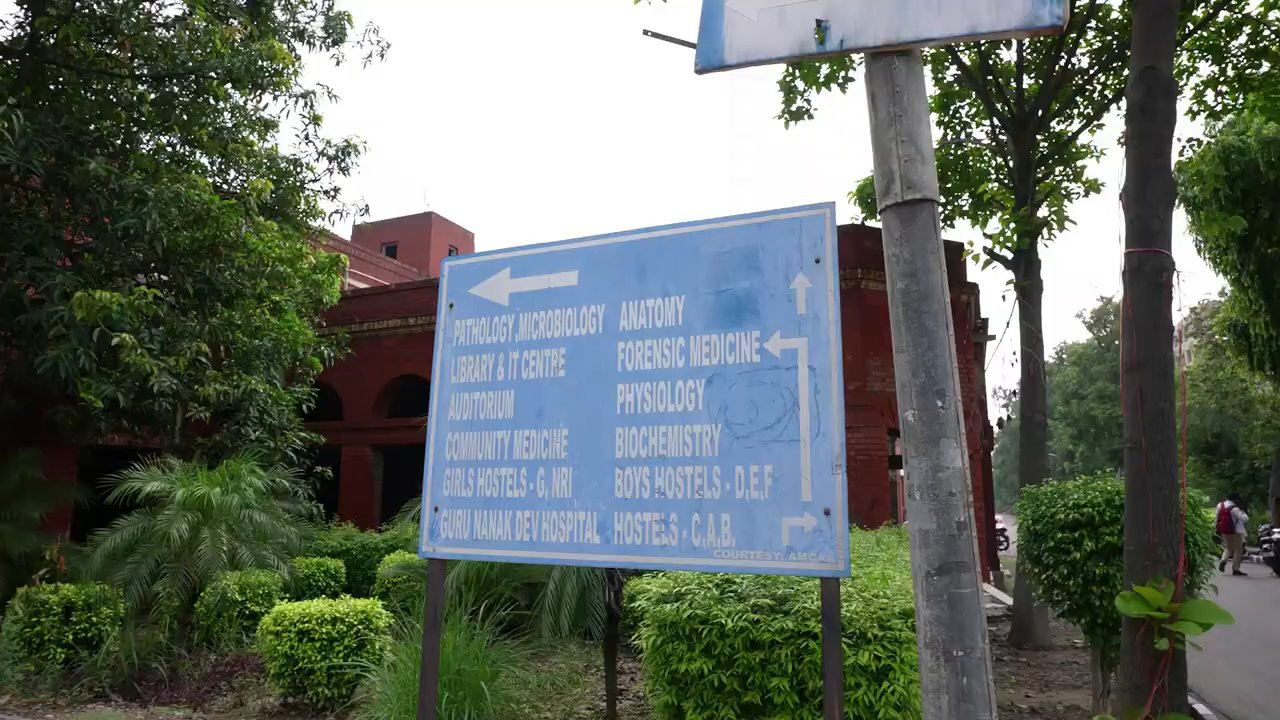 PATHOLOGY,MICROBIOLOGY
LIBRARY & IT CENTRE
AUDITORIUM
COMMUNITY MEDICINE
GIRLS HOSTELS - G, NRI
GURU NANAK DEV HOSPITAL
ANATOMY
FORENSIC MEDICINE
PHYSIOLOGY
BIOCHEMISTRY
BOYS HOSTELS - D,E,F
HOSTELS - C.A.B.
COURTESY: